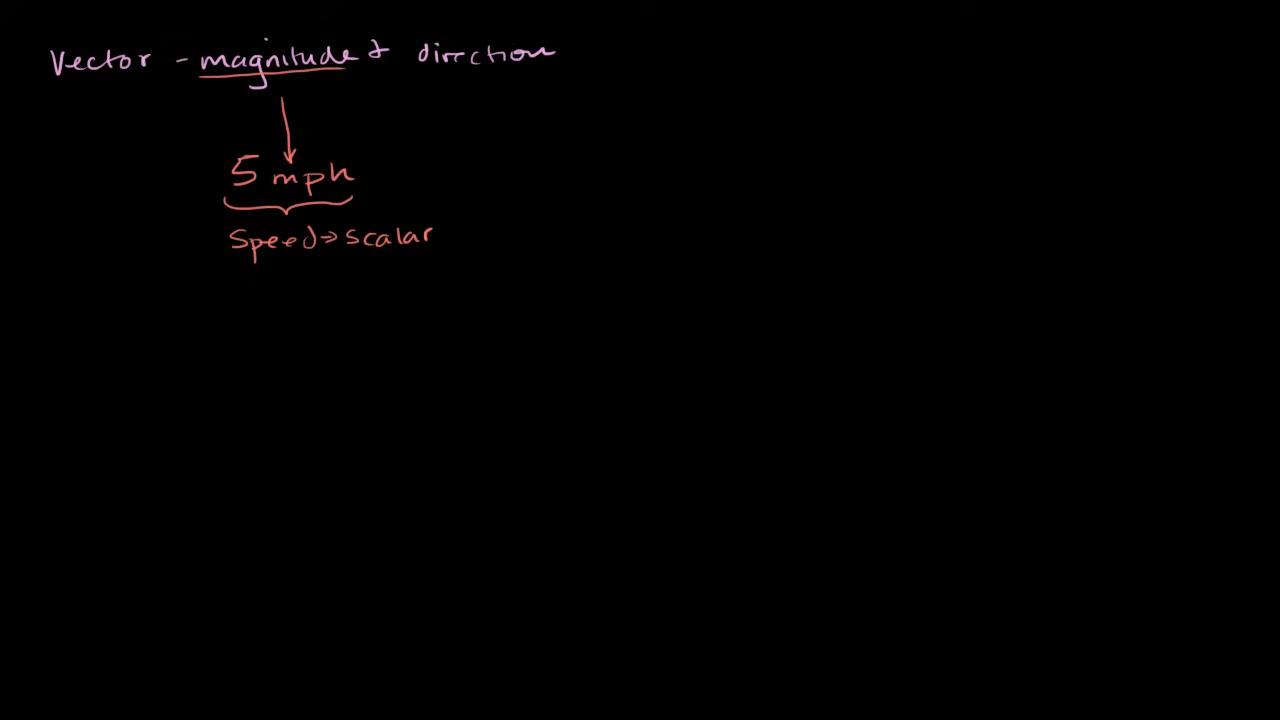 Vector - magnitude & direction
5 mph
Speed → scalar